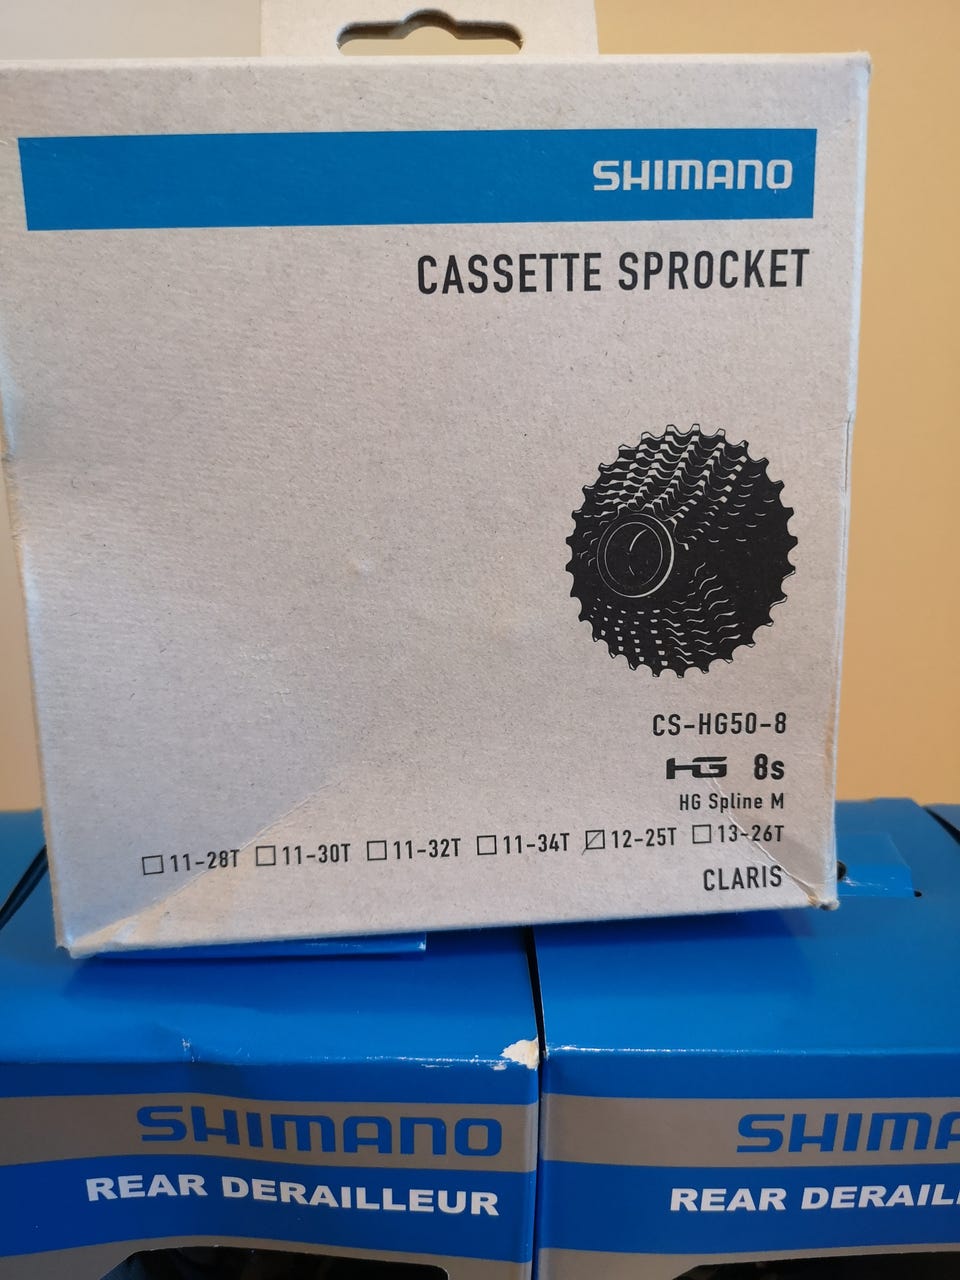 SHIMANO
CASSETTE SPROCKET
CS-HG50-8
HG 8s
HG Spline M
☐11-28T ☐11-30T ☐11-32T ☐11-34T ☑12-25T ☐13-26T
CLARIS
SHIMANO
REAR DERAILLEUR
SHIMA
REAR DERAIL